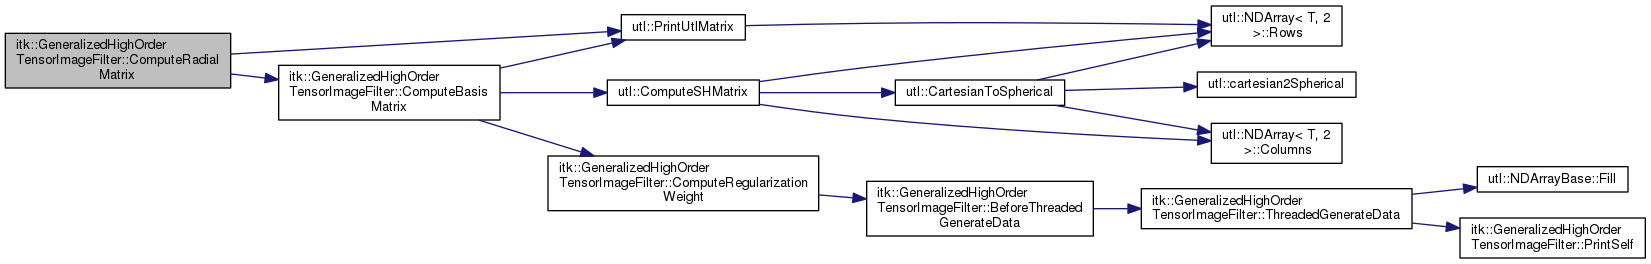 itk::GeneralizedHighOrder
TensorImageFilter::ComputeRadial
Matrix
itk::GeneralizedHighOrder
TensorImageFilter::ComputeBasis
Matrix
utl::PrintUtlMatrix
utl::ComputeSHMatrix
itk::GeneralizedHighOrder
TensorImageFilter::ComputeRegularization
Weight
utl::CartesianToSpherical
itk::GeneralizedHighOrder
TensorImageFilter::BeforeThreaded
GenerateData
utl::NDArray< T, 2
>::Rows
utl::cartesian2Spherical
utl::NDArray< T, 2
>::Columns
itk::GeneralizedHighOrder
TensorImageFilter::ThreadedGenerateData
utl::NDArrayBase::Fill
itk::GeneralizedHighOrder
TensorImageFilter::PrintSelf